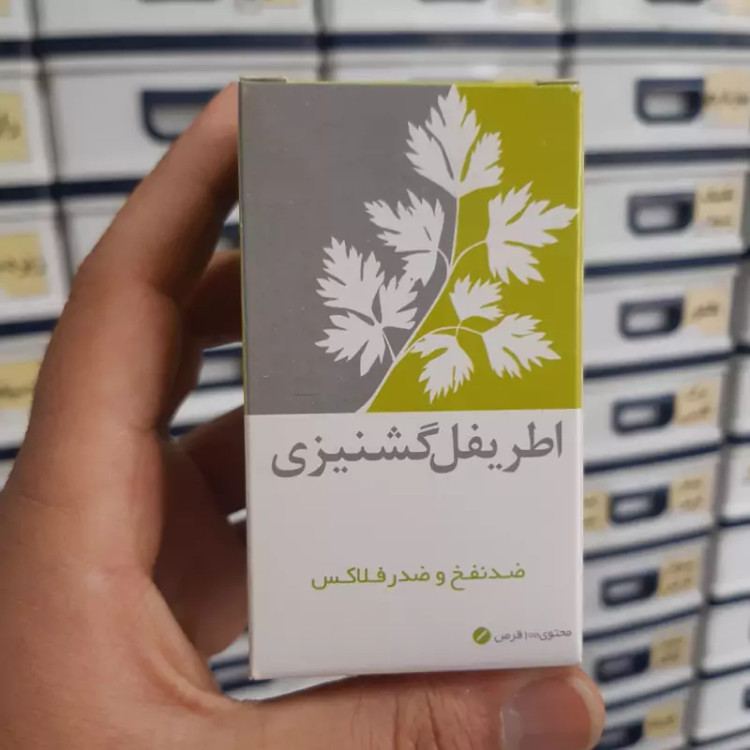 اطریفل گشنیزی
ضدنفخ و ضدرفلاکس
محتوی ۱۰۰ قرص